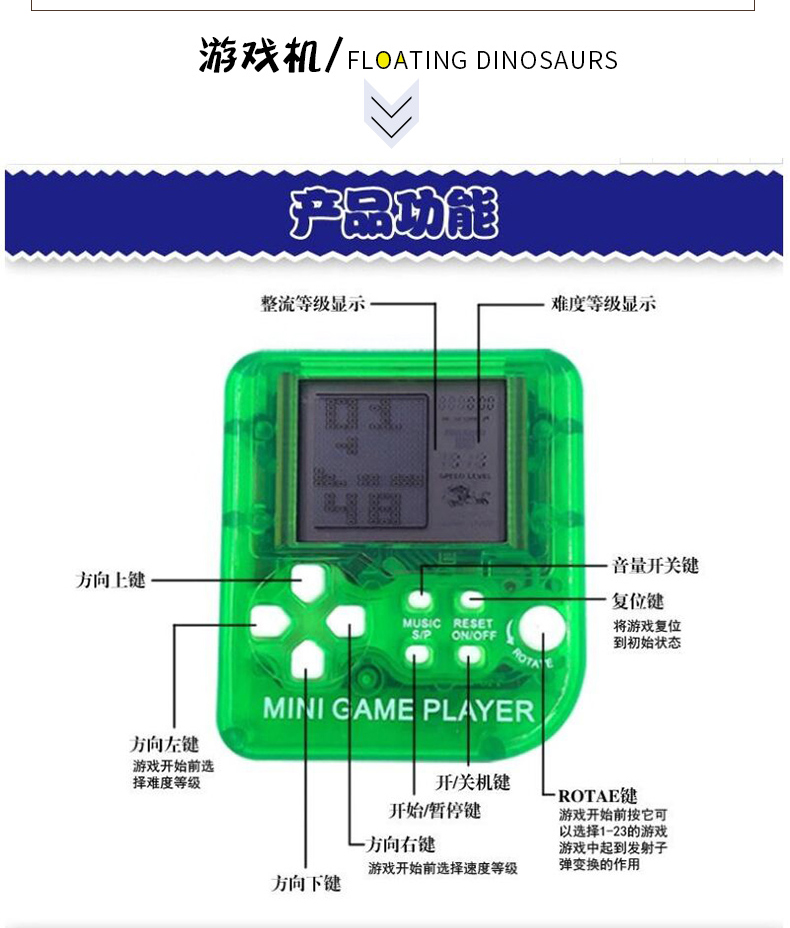 游戏机/FLOATING DINOSAURS
产品功能
整流等级显示
难度等级显示
SPEED LEVEL
方向上键
音量开关键
复位键
将游戏复位
到初始状态
MUSIC
S/P
RESET
ON/OFF
ROTATE
MINI GAME PLAYER
方向左键
游戏开始前选
择难度等级
开/关机键
开始/暂停键
ROTAE键
游戏开始前按它可
以选择1-23的游戏
游戏中起到发射子
弹变换的作用
方向右键
游戏开始前选择速度等级
方向下键